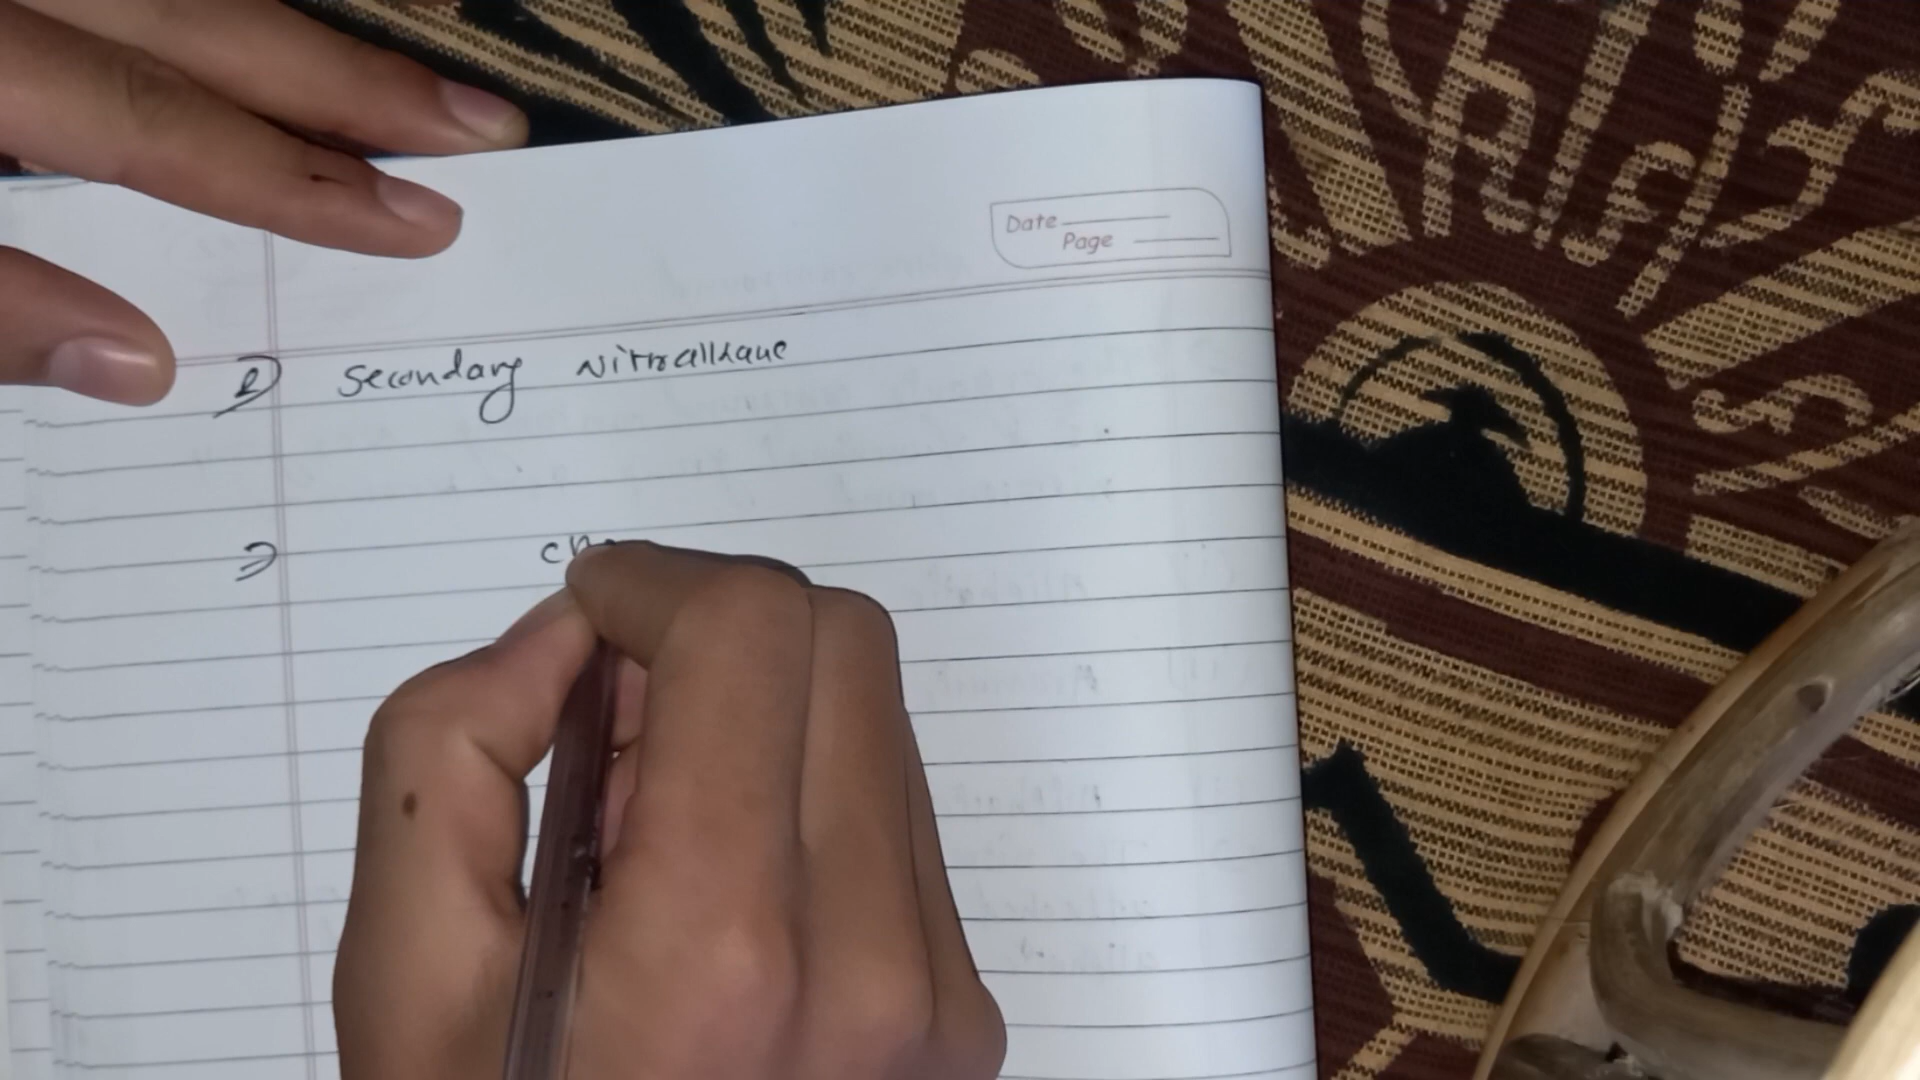 Date
Page
2) Secondary Nitroalkane
⇒ CH